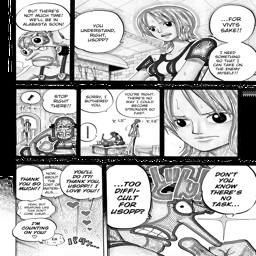 BUT THERE'S
NOT MUCH
TIME! WE'LL
BE IN
ALABASTA SOON!
YOU
UNDERSTAND,
RIGHT,
USOPP?
...FOR
VIVI'S
SAKE!!
I NEED
SOMETHING
SO THAT I
CAN TAKE ON
THE ENEMY
MYSELF!!
STOP
RIGHT
THERE!!
SORRY, I
BOTHERED
YOU.
YOU'RE RIGHT.
THERE'S NO
WAY I COULD
BECOME
STRONGER SO
FAST.
THANK YOU
SO MUCH!!
I'M
COUNTING
ON YOU!
YOU'LL
DO IT!
THANK YOU,
USOPP!! I
LOVE YOU!!
...TOO
DIFFI-
CULT
FOR
USOPP?
DON'T
YOU
KNOW
THERE'S
NO
TASK...